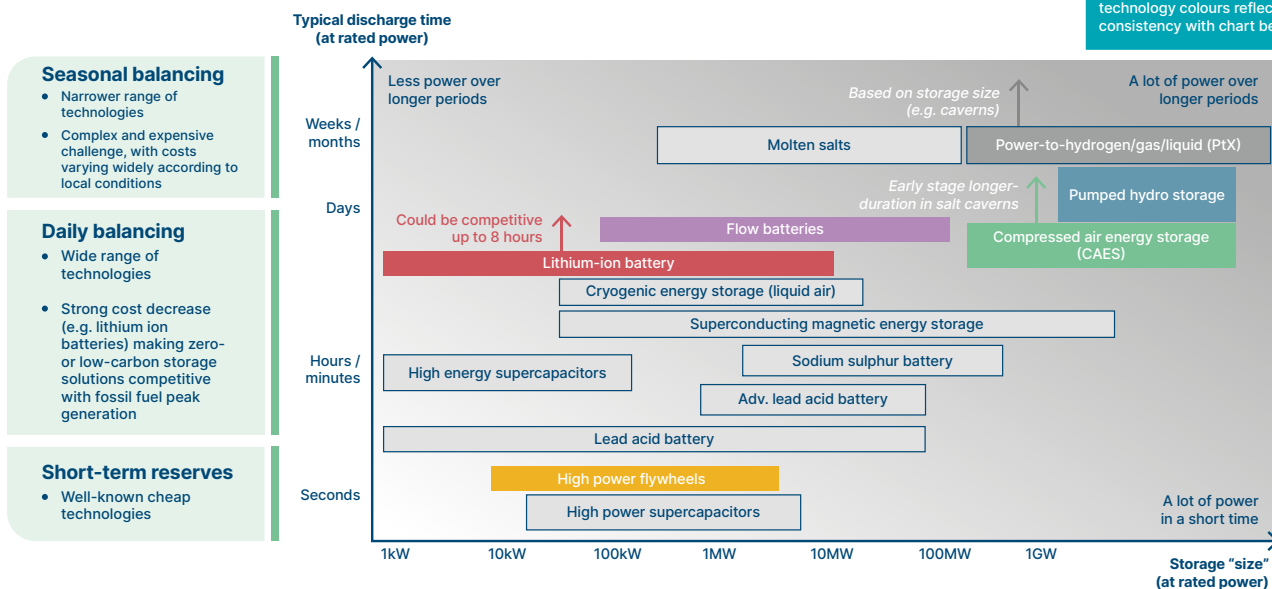 technology colours reflect
consistency with chart be
Typical discharge time
(at rated power)
Seasonal balancing
• Narrower range of
technologies
• Complex and expensive
challenge, with costs
varying widely according to
local conditions
Daily balancing
• Wide range of
technologies
• Strong cost decrease
(e.g. lithium ion
batteries) making zero-
or low-carbon storage
solutions competitive
with fossil fuel peak
generation
Short-term reserves
• Well-known cheap
technologies
Weeks /
months
Days
Hours /
minutes
Seconds
Less power over
longer periods
Based on storage size
(e.g. caverns)
A lot of power over
longer periods
Molten salts
Power-to-hydrogen/gas/liquid (PtX)
Early stage longer-
duration in salt caverns
Pumped hydro storage
Could be competitive
up to 8 hours
Flow batteries
Compressed air energy storage
(CAES)
Lithium-ion battery
Cryogenic energy storage (liquid air)
Superconducting magnetic energy storage
Sodium sulphur battery
High energy supercapacitors
Adv. lead acid battery
Lead acid battery
High power flywheels
High power supercapacitors
A lot of power
in a short time
1kW
10kW
100kW
1MW
10MW
100MW
1GW
Storage “size”
(at rated power)